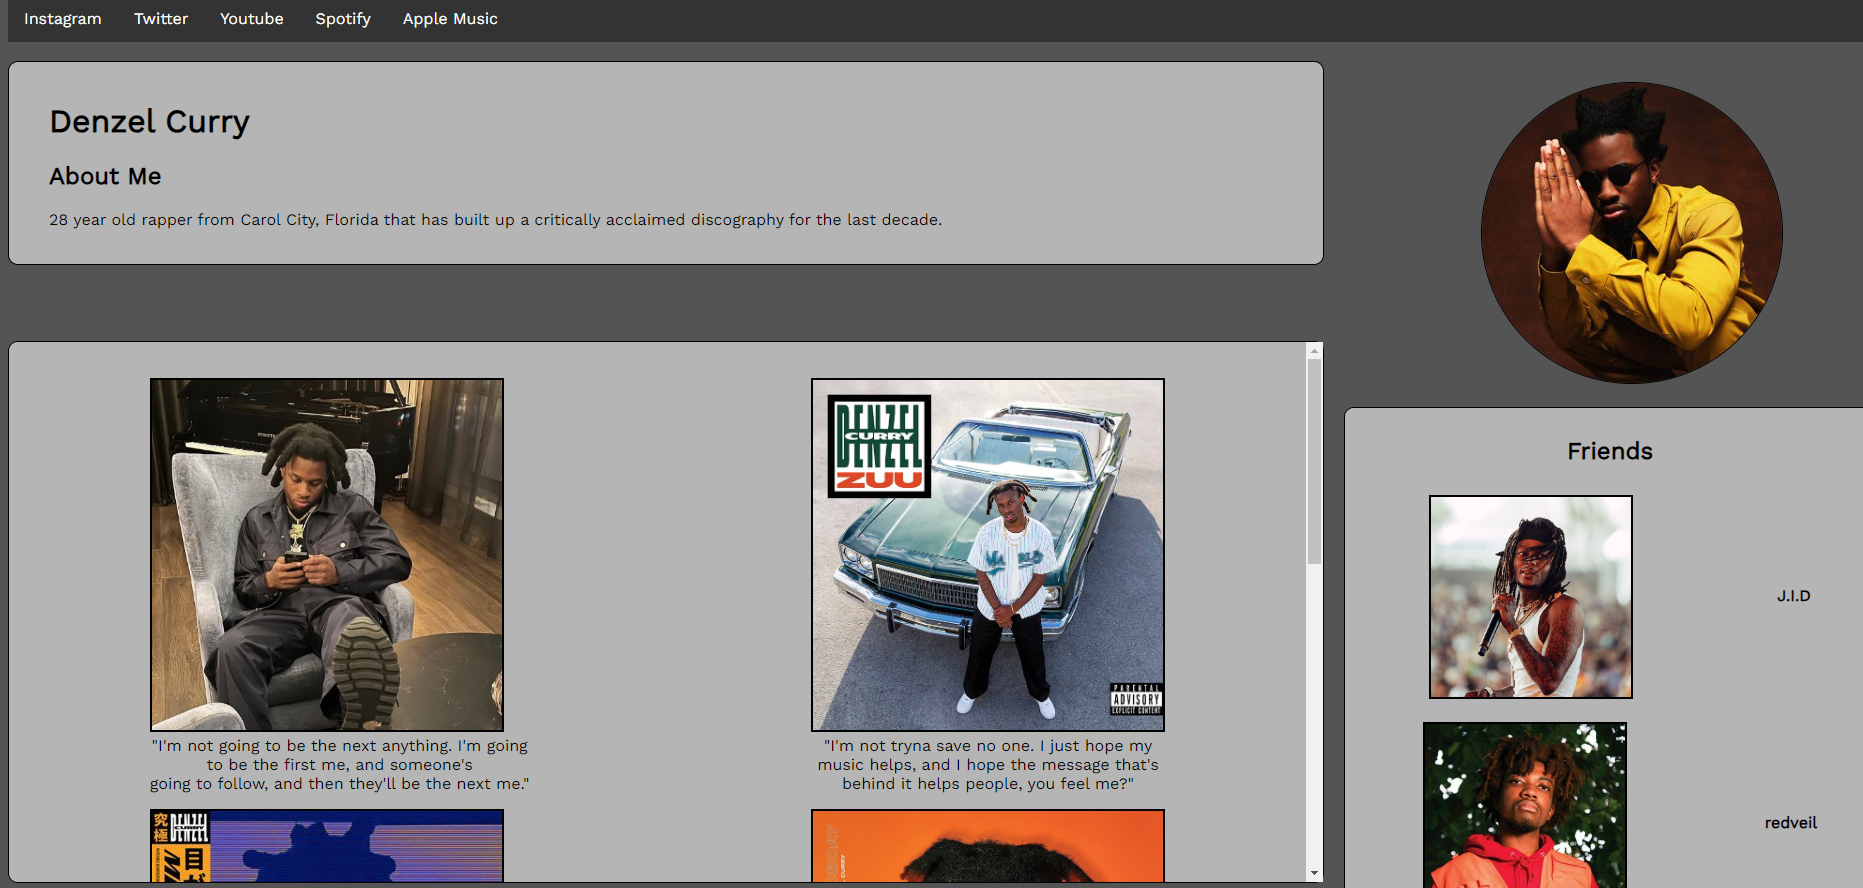 Instagram Twitter Youtube Spotify Apple Music
Denzel Curry
About Me
28 year old rapper from Carol City, Florida that has built up a critically acclaimed discography for the last decade.
DENZEL
CURRY
ZUU
PARENTAL
ADVISORY
EXPLICIT CONTENT
"I'm not going to be the next anything. I'm going
to be the first me, and someone's
going to follow, and then they'll be the next me."
"I'm not tryna save no one. I just hope my
music helps, and I hope the message that's
behind it helps people, you feel me?"
究極
DENZEL
CURRY
Friends
J.I.D
redveil